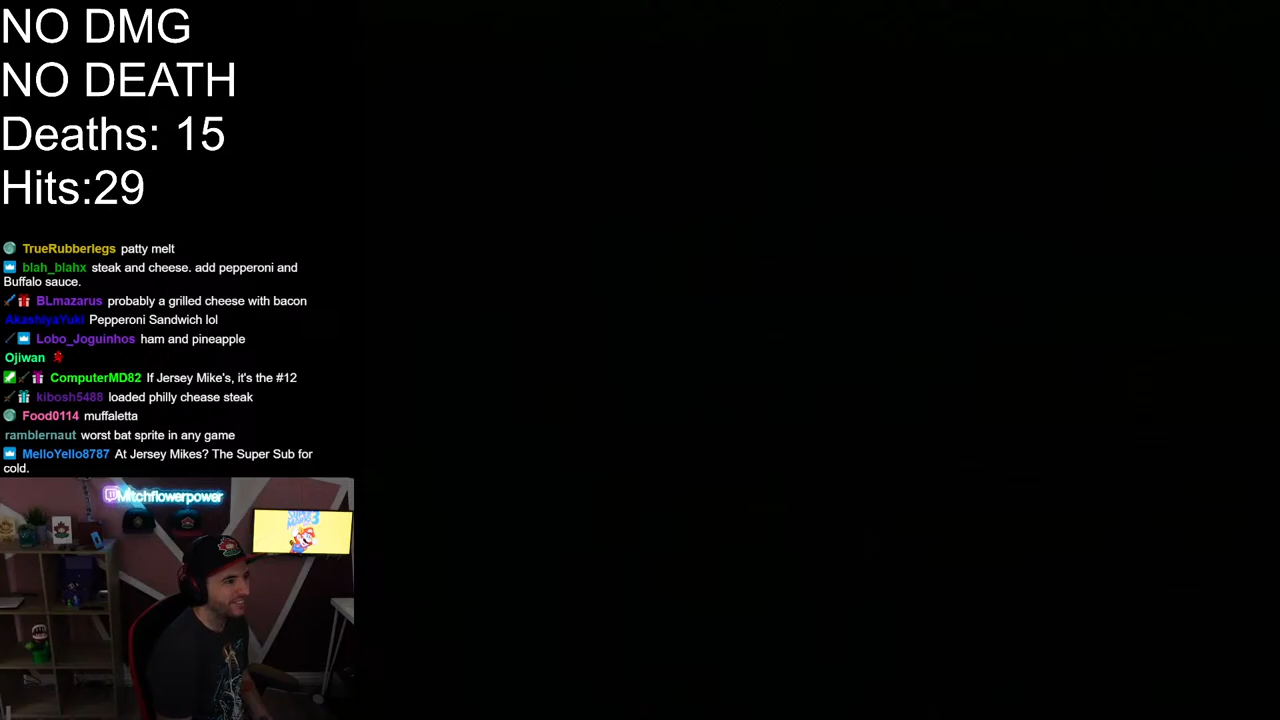 NO DMG
NO DEATH
Deaths: 15
Hits:29
TrueRubberlegs patty melt
blah_blahx steak and cheese. add pepperoni and
Buffalo sauce.
BLmazarus probably a grilled cheese with bacon
AkashiyaYuki Pepperoni Sandwich lol
Lobo_Joguinhos ham and pineapple
Ojiwan
ComputerMD82 If Jersey Mike's, it's the #12
kibosh5488 loaded philly chease steak
Food0114 muffaletta
ramblernaut worst bat sprite in any game
MelloYello8787 At Jersey Mikes? The Super Sub for
cold.
Mitchflowerpower
SUPER
MARIO 3